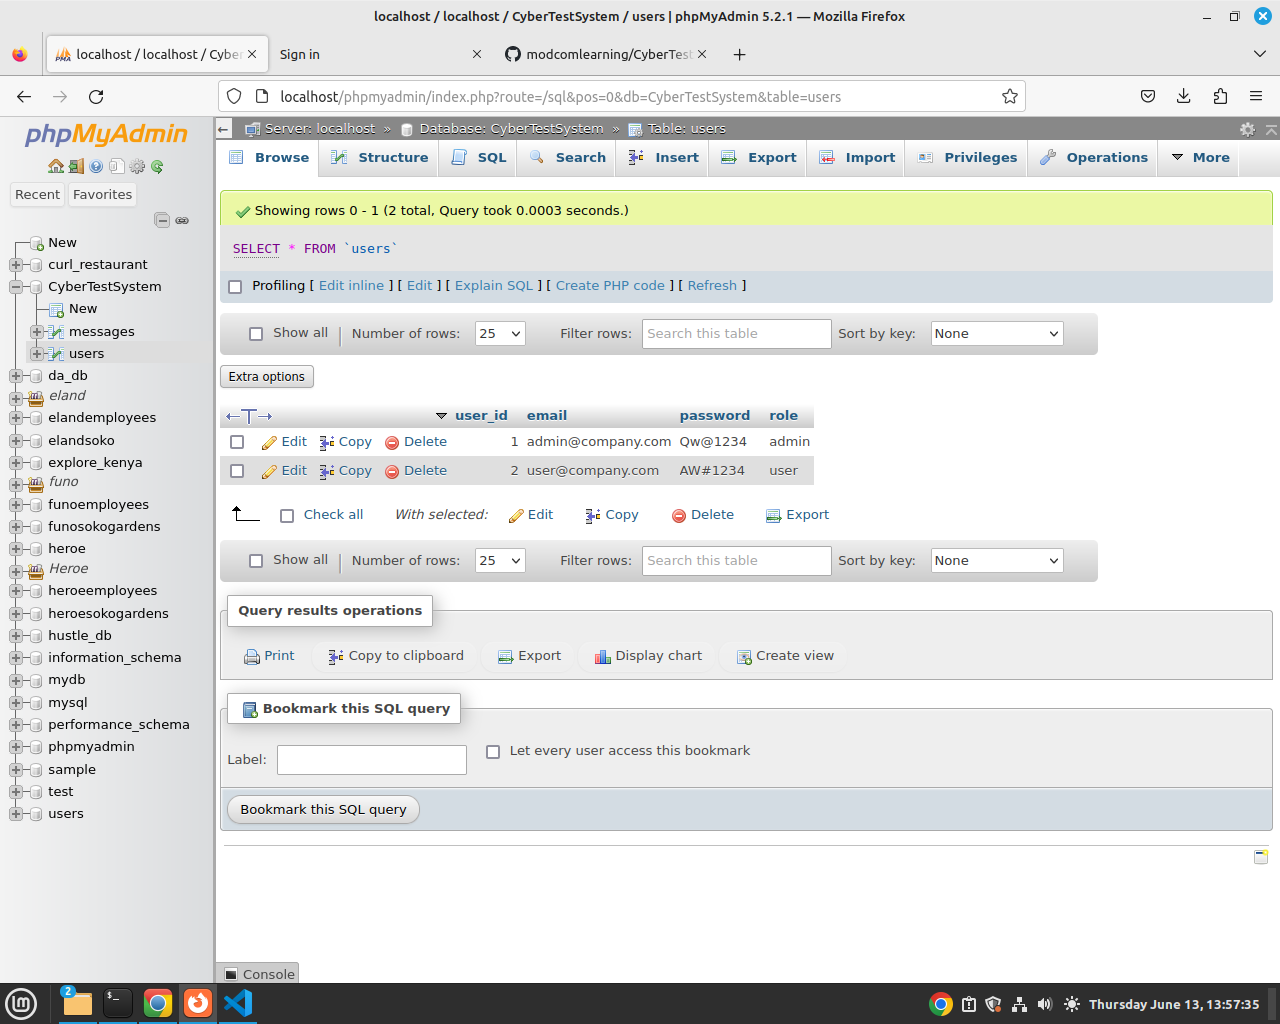 localhost / localhost / CyberTestSystem / users | phpMyAdmin 5.2.1 — Mozilla Firefox
localhost / localhost / Cyber
Sign in
modcomlearning/CyberTest
localhost/phpmyadmin/index.php?route=/sql&pos=0&db=CyberTestSystem&table=users
phpMyAdmin
Recent
Favorites
New
curl_restaurant
CyberTestSystem
New
messages
users
da_db
eland
elandemployees
elandsoko
explore_kenya
funo
funoemployees
funosokogardens
heroe
Heroe
heroeemployees
heroesokogardens
hustle_db
information_schema
mydb
mysql
performance_schema
phpmyadmin
sample
test
users
Server: localhost » Database: CyberTestSystem » Table: users
Browse Structure SQL Search Insert Export Import Privileges Operations More
Showing rows 0 - 1 (2 total, Query took 0.0003 seconds.)
SELECT * FROM `users`
Profiling [ Edit inline ] [ Edit ] [ Explain SQL ] [ Create PHP code ] [ Refresh ]
Show all Number of rows: 25 Filter rows: Search this table Sort by key: None
Extra options
user_id email password role
Edit Copy Delete 1 admin@company.com Qw@1234 admin
Edit Copy Delete 2 user@company.com AW#1234 user
Check all With selected: Edit Copy Delete Export
Show all Number of rows: 25 Filter rows: Search this table Sort by key: None
Query results operations
Print Copy to clipboard Export Display chart Create view
Bookmark this SQL query
Label: Let every user access this bookmark
Bookmark this SQL query
Console
2
Thursday June 13, 13:57:35